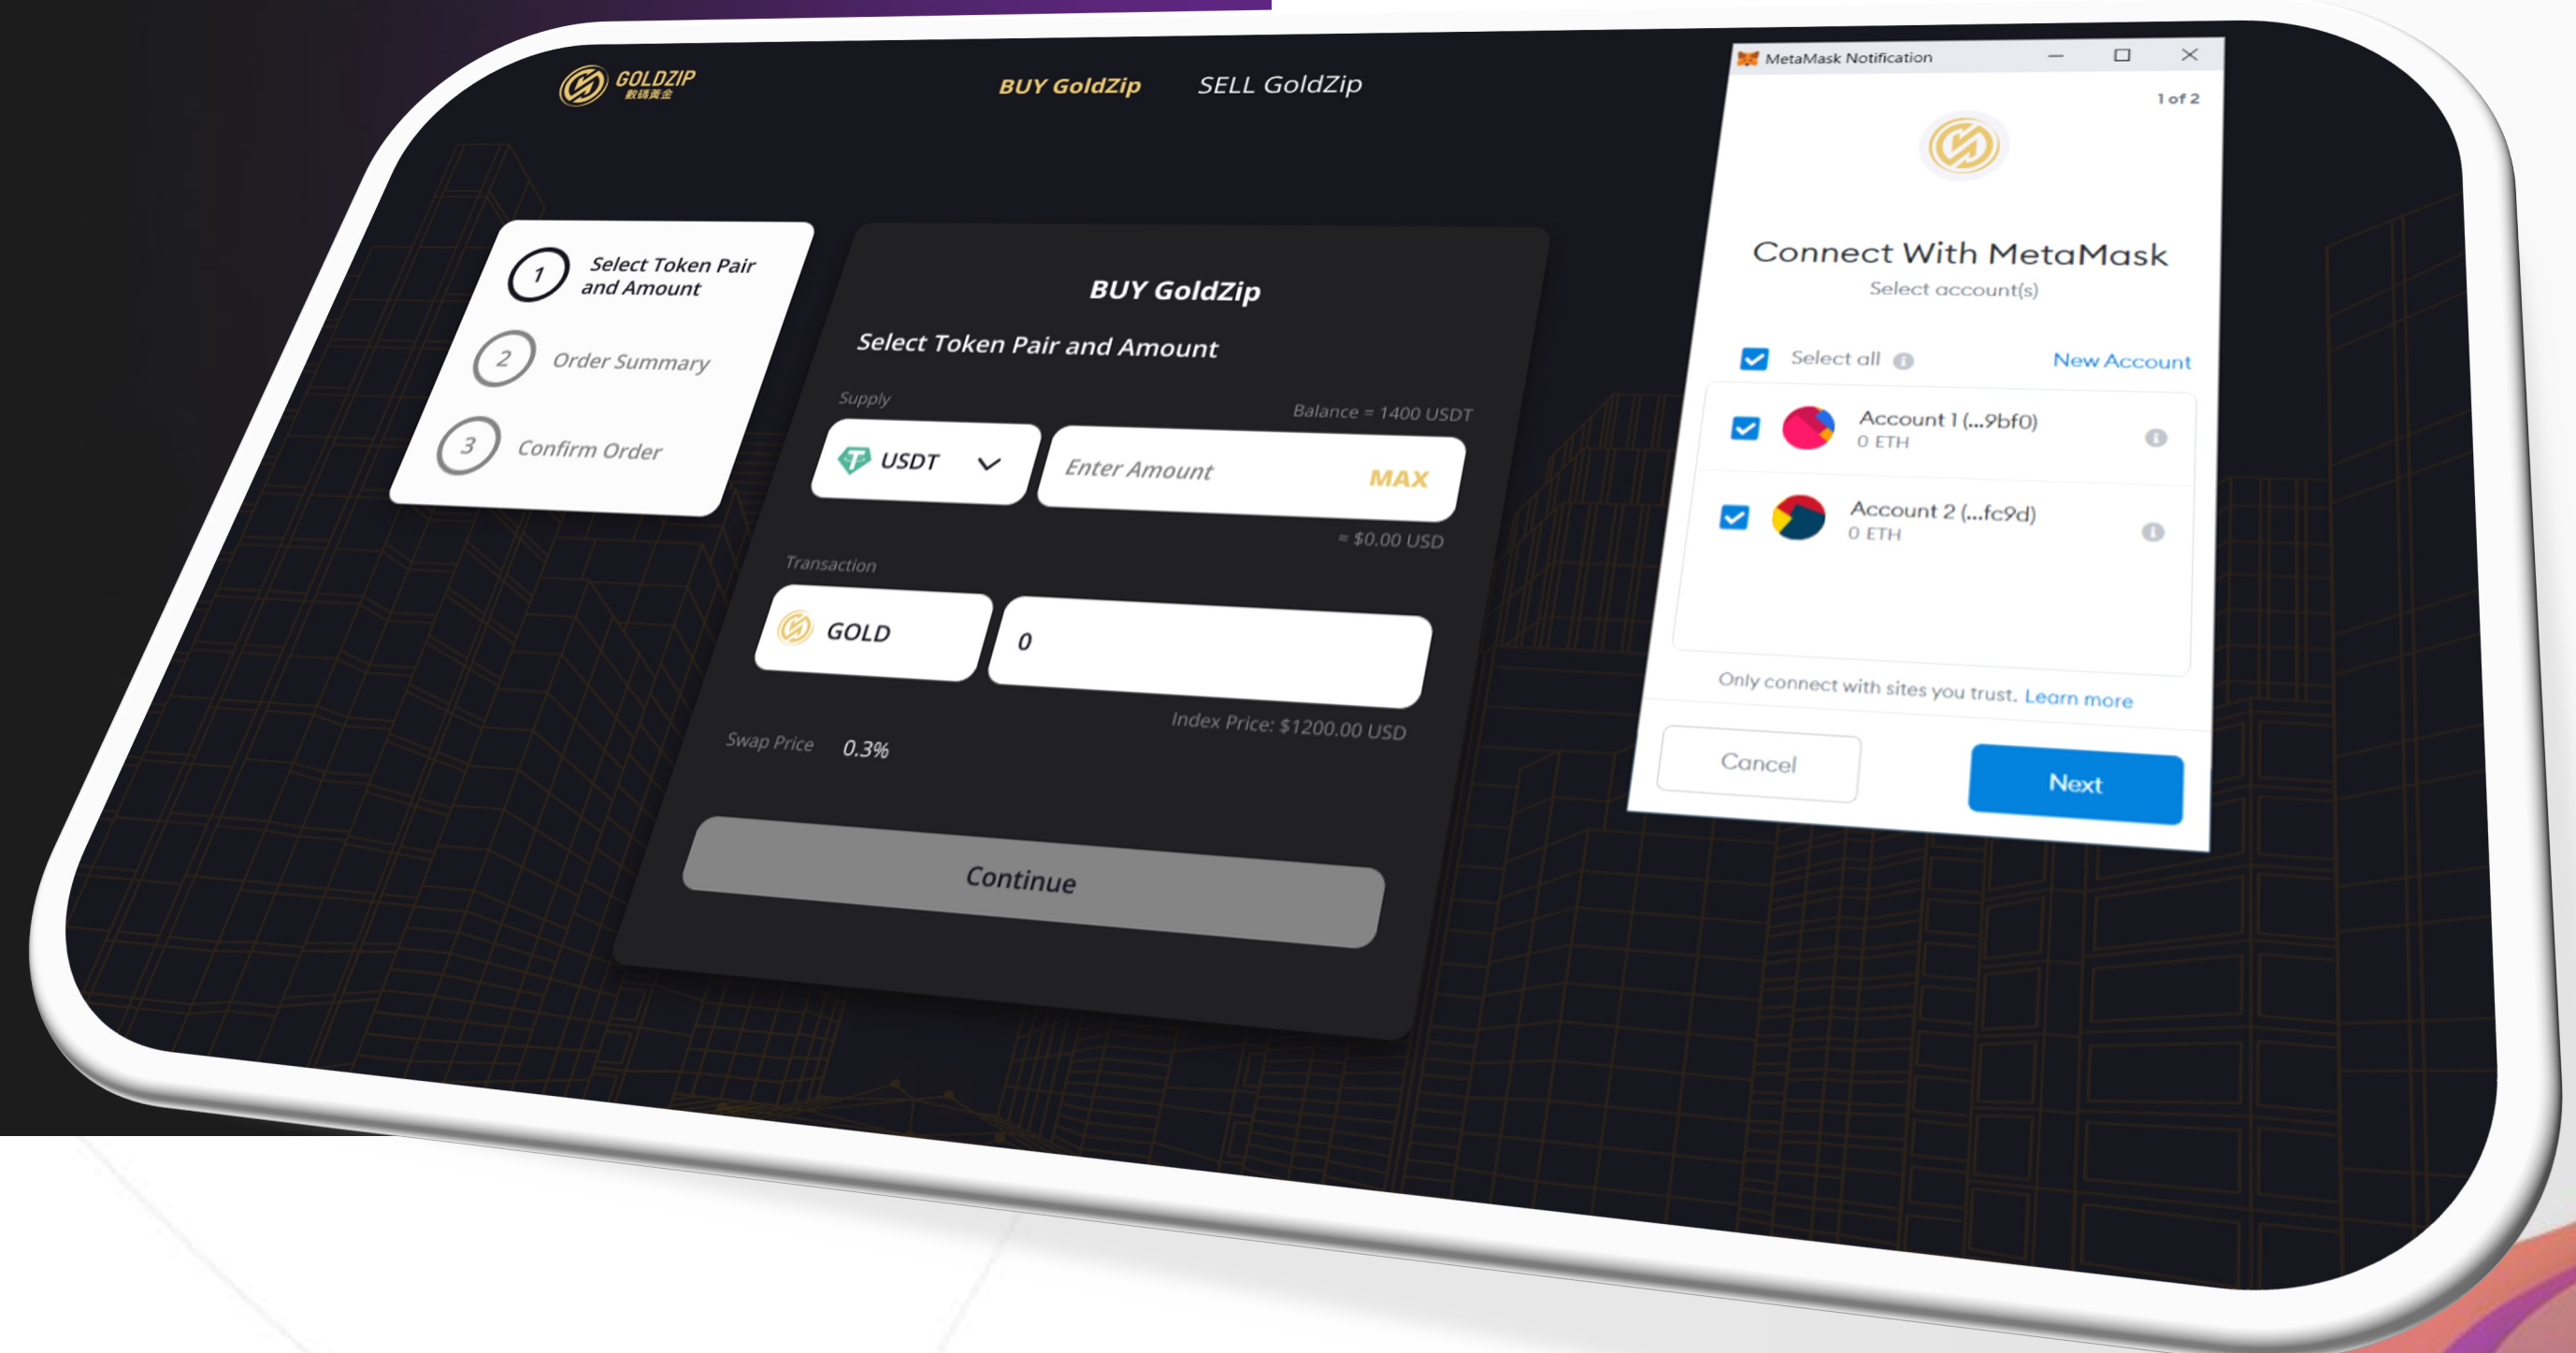 GOLDZIP
數碼黃金
BUY GoldZip
SELL GoldZip
1
Select Token Pair
and Amount
2
Order Summary
3
Confirm Order
BUY GoldZip
Select Token Pair and Amount
Supply
Balance = 1400 USDT
USDT
Enter Amount
MAX
≈ $0.00 USD
Transaction
GOLD
0
Index Price: $1200.00 USD
Swap Price 0.3%
Continue
MetaMask Notification
1 of 2
Connect With MetaMask
Select account(s)
Select all
New Account
Account 1 (...9bf0)
0 ETH
Account 2 (...fc9d)
0 ETH
Only connect with sites you trust. Learn more
Cancel
Next